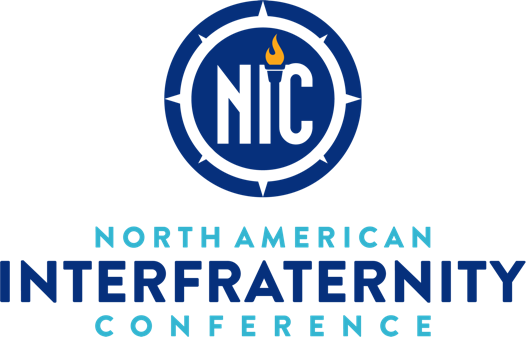 NIC
NORTH AMERICAN
INTERFRATERNITY
CONFERENCE